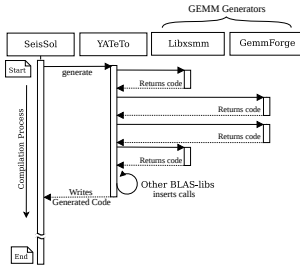 GEMM Generators
SeisSol
YATeTo
Libxsmm
GemmForge
Start
generate
Returns code
Returns code
Returns code
Returns code
Compilation Process
Other BLAS-libs
inserts calls
Writes
Generated Code
End